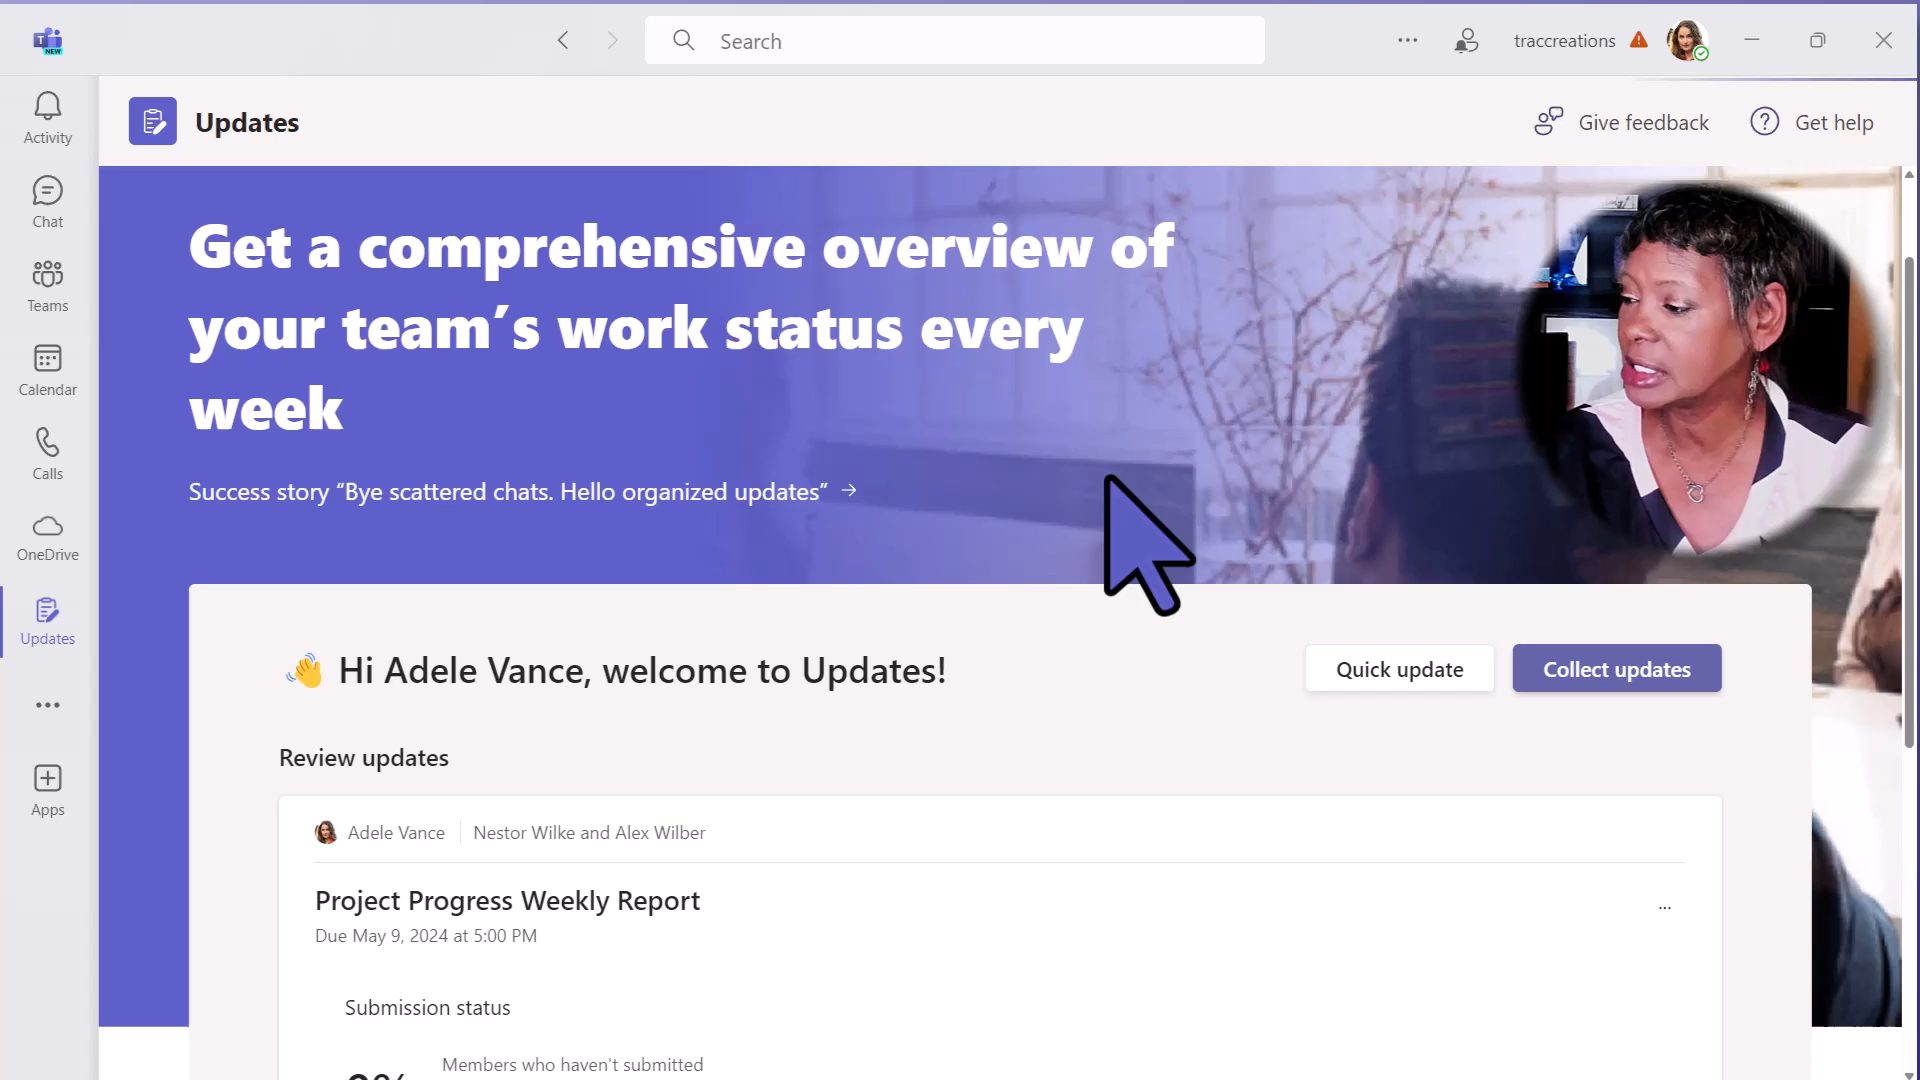 T
NEW
Search
traccreations
Activity
Chat
Teams
Calendar
Calls
OneDrive
Updates
Apps
Updates
Give feedback
Get help
Get a comprehensive overview of
your team’s work status every
week
Success story “Bye scattered chats. Hello organized updates” →
👋 Hi Adele Vance, welcome to Updates!
Quick update
Collect updates
Review updates
Adele Vance | Nestor Wilke and Alex Wilber
Project Progress Weekly Report
...
Due May 9, 2024 at 5:00 PM
Submission status
Members who haven't submitted
0%